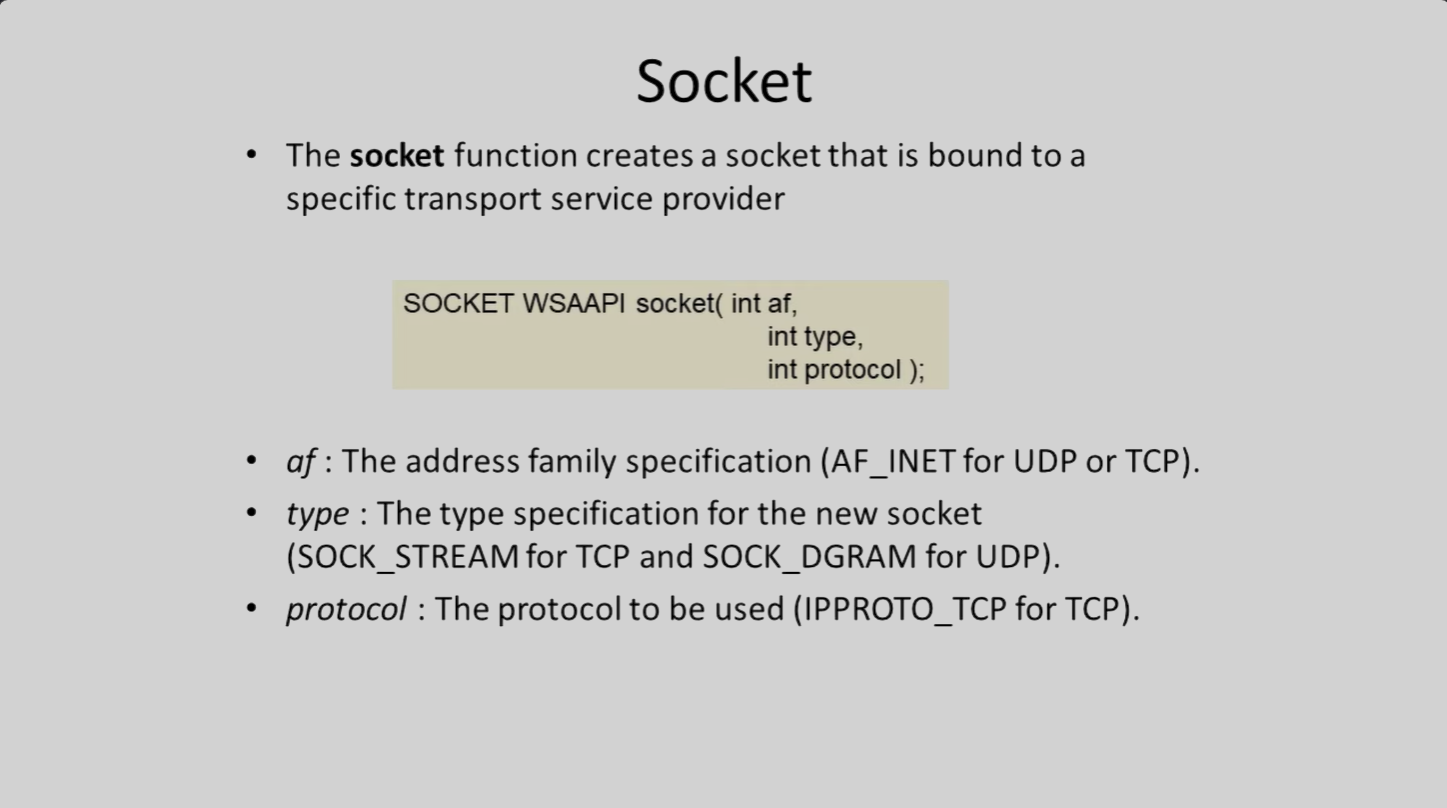 Socket
• The socket function creates a socket that is bound to a
specific transport service provider
SOCKET WSAAPI socket( int af,
int type,
int protocol );
• af : The address family specification (AF_INET for UDP or TCP).
• type : The type specification for the new socket
(SOCK_STREAM for TCP and SOCK_DGRAM for UDP).
• protocol : The protocol to be used (IPPROTO_TCP for TCP).